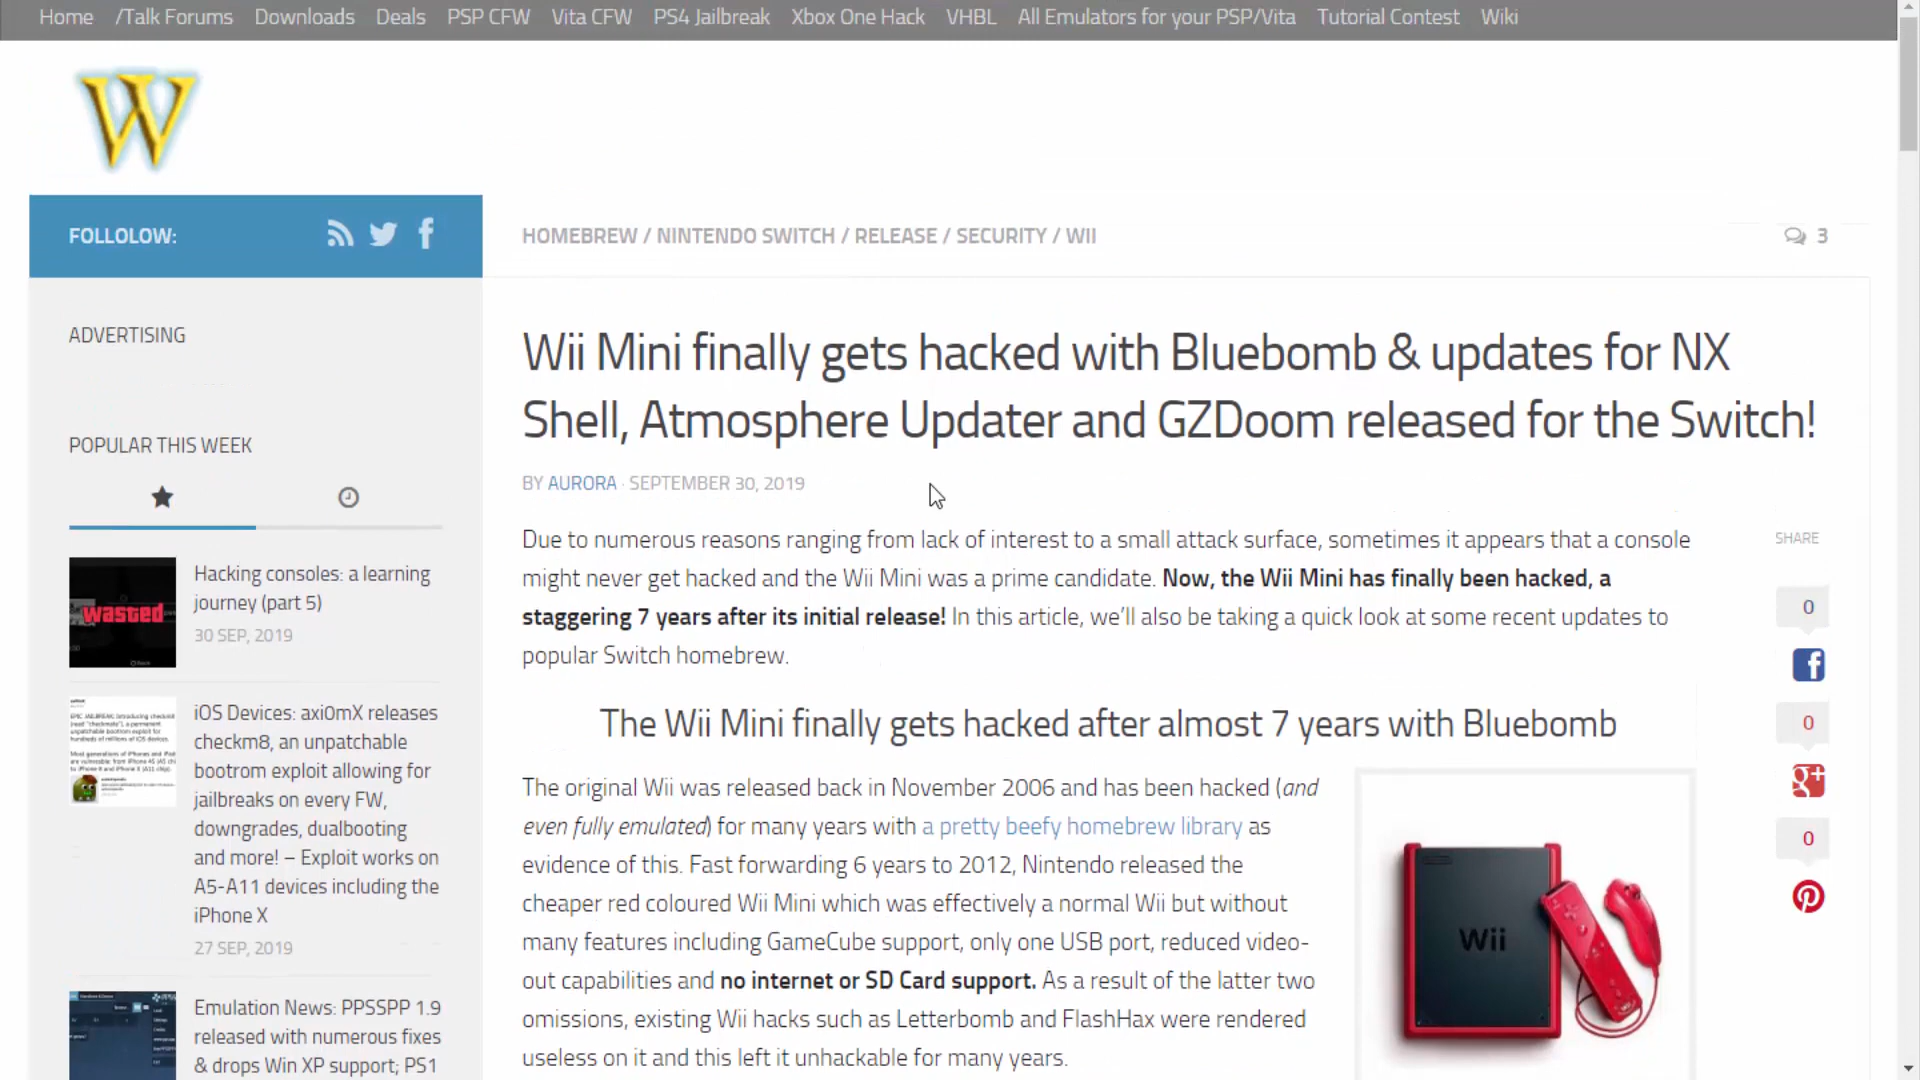 Home /Talk Forums Downloads Deals PSP CFW Vita CFW PS4 Jailbreak Xbox One Hack VHBL All Emulators for your PSP/Vita Tutorial Contest Wiki
W
FOLLOLOW:
HOMEBREW / NINTENDO SWITCH / RELEASE / SECURITY / WII
3
ADVERTISING
POPULAR THIS WEEK
wasted
Hacking consoles: a learning
journey (part 5)
30 SEP, 2019
iOS Devices: axi0mX releases
checkm8, an unpatchable
bootrom exploit allowing for
jailbreaks on every FW,
downgrades, dualbooting
and more! – Exploit works on
A5-A11 devices including the
iPhone X
27 SEP, 2019
Emulation News: PPSSPP 1.9
released with numerous fixes
& drops Win XP support; PS1
Wii Mini finally gets hacked with Bluebomb & updates for NX
Shell, Atmosphere Updater and GZDoom released for the Switch!
BY AURORA · SEPTEMBER 30, 2019
Due to numerous reasons ranging from lack of interest to a small attack surface, sometimes it appears that a console
might never get hacked and the Wii Mini was a prime candidate. Now, the Wii Mini has finally been hacked, a
staggering 7 years after its initial release! In this article, we'll also be taking a quick look at some recent updates to
popular Switch homebrew.
The Wii Mini finally gets hacked after almost 7 years with Bluebomb
The original Wii was released back in November 2006 and has been hacked (and
even fully emulated) for many years with a pretty beefy homebrew library as
evidence of this. Fast forwarding 6 years to 2012, Nintendo released the
cheaper red coloured Wii Mini which was effectively a normal Wii but without
many features including GameCube support, only one USB port, reduced video-
out capabilities and no internet or SD Card support. As a result of the latter two
omissions, existing Wii hacks such as Letterbomb and FlashHax were rendered
useless on it and this left it unhackable for many years.
Wii
SHARE
0
0
g+
0